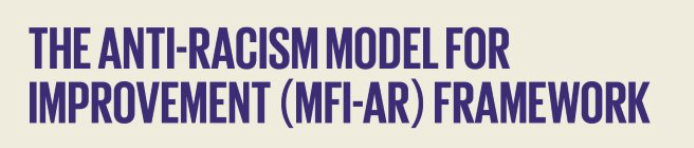 THE ANTI-RACISM MODEL FOR
IMPROVEMENT (MFI-AR) FRAMEWORK